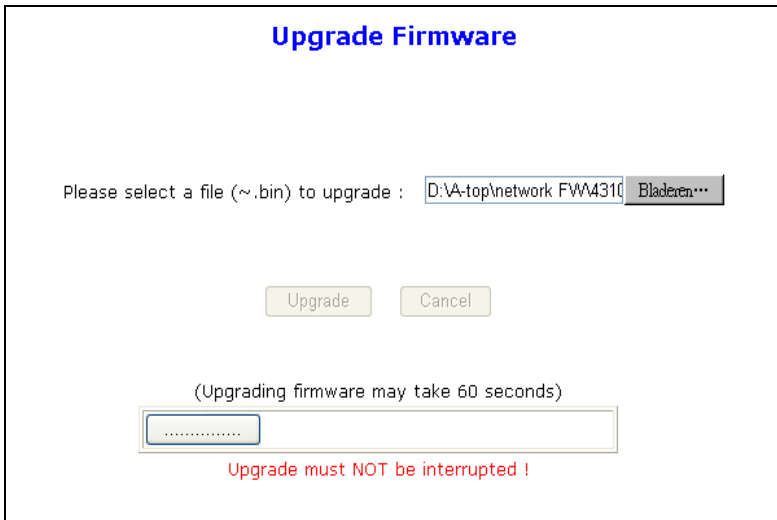 Upgrade Firmware
Please select a file (~.bin) to upgrade : D:\A-top\network FW\4310 Bladeren...
Upgrade Cancel
(Upgrading firmware may take 60 seconds)
...............
Upgrade must NOT be interrupted !